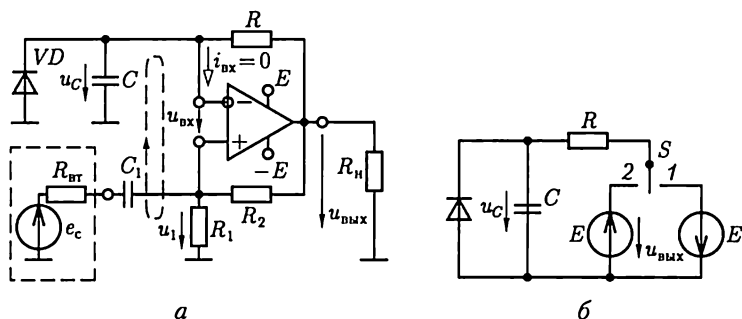 R
VD
u_C
C
i_вх = 0
E
u_вх
−
+
−E
R_вт
C_1
R_2
R_н
e_с
u_1
R_1
u_вых
а
R
S
2
1
u_C
C
E
u_вых
E
б